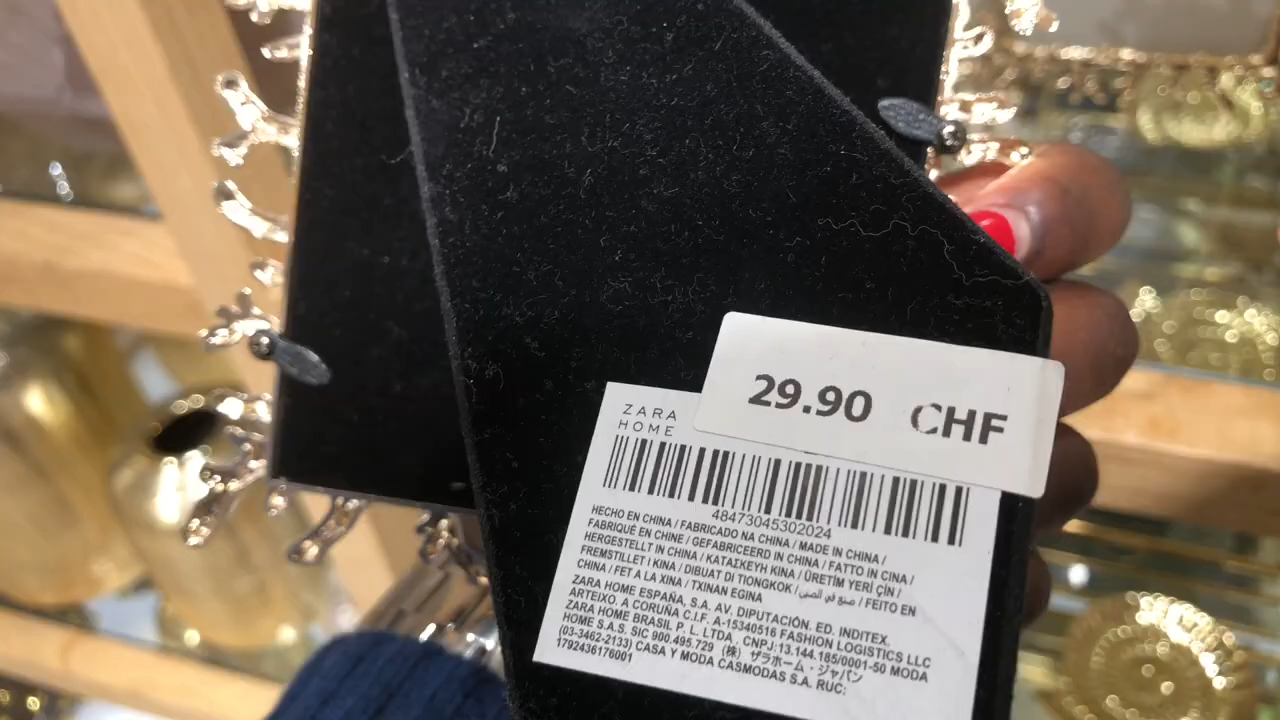 29.90 CHF
ZARA
HOME
48473045302024
HECHO EN CHINA / FABRICADO NA CHINA / MADE IN CHINA /
FABRIQUÉ EN CHINE / GEFABRICEERD IN CHINA / FATTO IN CINA /
HERGESTELLT IN CHINA / ΚΑΤΑΣΚΕΥΗ ΚΙΝΑ / ÜRETİM YERİ ÇİN /
FREMSTILLET I KINA / DIBUAT DI TIONGKOK / صنع في الصين / FEITO EN
CHINA / FET A LA XINA / TXINAN EGINA
ZARA HOME ESPAÑA, S.A. AV. DIPUTACIÓN. ED. INDITEX.
ARTEIXO. A CORUÑA C.I.F. A-15340516 FASHION LOGISTICS LLC
ZARA HOME BRASIL P. L. LTDA , CNPJ:13.144.185/0001-50 MODA
HOME S.A.S. SIC 900.495.729 (株) ザラホーム・ジャパン
(03-3462-2133) CASA Y MODA CASMODAS S.A. RUC:
1792436176001